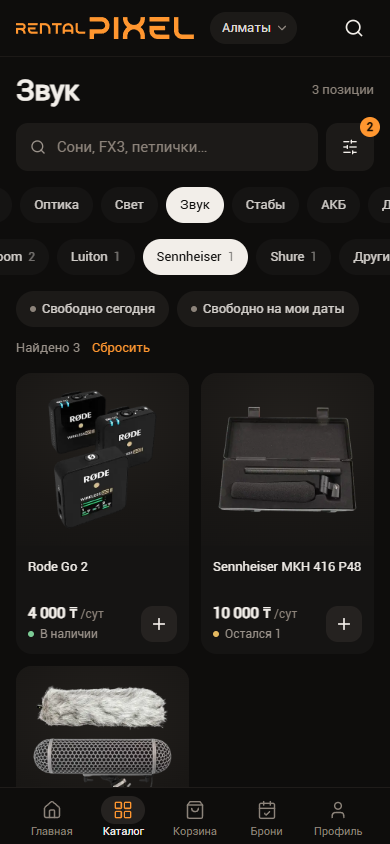 RENTAL PIXEL
Алматы
Звук
3 позиции
Сони, FX3, петлички...
2
Оптика
Свет
Звук
Стабы
АКБ
oom 2
Luiton 1
Sennheiser 1
Shure 1
Други
Свободно сегодня
Свободно на мои даты
Найдено 3
Сбросить
RØDE
RØDE
RØDE
Rode Go 2
Sennheiser MKH 416 P48
4 000 ₸ /сут
В наличии
10 000 ₸ /сут
Остался 1
Главная
Каталог
Корзина
Брони
Профиль